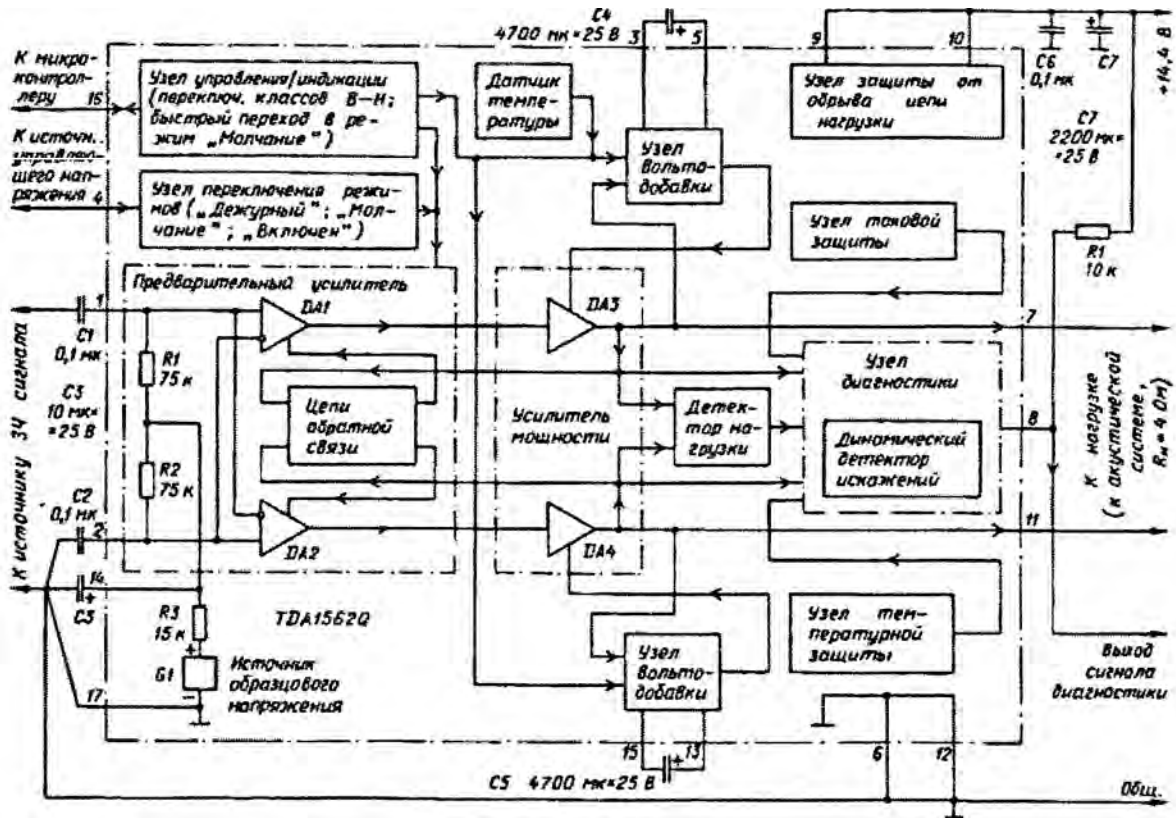 C4
4700 мк×25 В
3
5
9
10
C6
0,1 мк
C7
+14,4 В
К микро-
контрол-
леру
16
Узел управления/индикации
(переключ. классов В—Н;
быстрый переход в ре-
жим „Молчание")
Датчик
темпе-
ратуры
Узел защиты от
обрыва цепи
нагрузки
C7
2200 мк×
×25 В
К источн.
управляю-
щего нап-
ряжения
4
Узел переключения режи-
мов („Дежурный"; „Мол-
чание"; „Включен")
Узел
вольто-
добавки
Узел токовой
защиты
R1
10 к
Предварительный усилитель
1
C1
0,1 мк
DA1
DA3
7
К источнику ЗЧ сигнала
C3
10 мк×
×25 В
R1
75 к
R2
75 к
Цепи
обратной
связи
Усилитель
мощности
Детек-
тор на-
грузки
Узел
диагностики
Динамический
детектор
искажений
8
К нагрузке
(к акустической
системе,
Rн = 4 Ом)
C2
0,1 мк
2
DA2
DA4
11
14
C3
R3
15 к
TDA1562Q
G1
Источник
образцового
напряжения
17
Узел
вольто-
добавки
Узел тем-
пературной
защиты
Выход
сигнала
диагностики
15
13
6
12
C5 4700 мк×25 В
Общ.